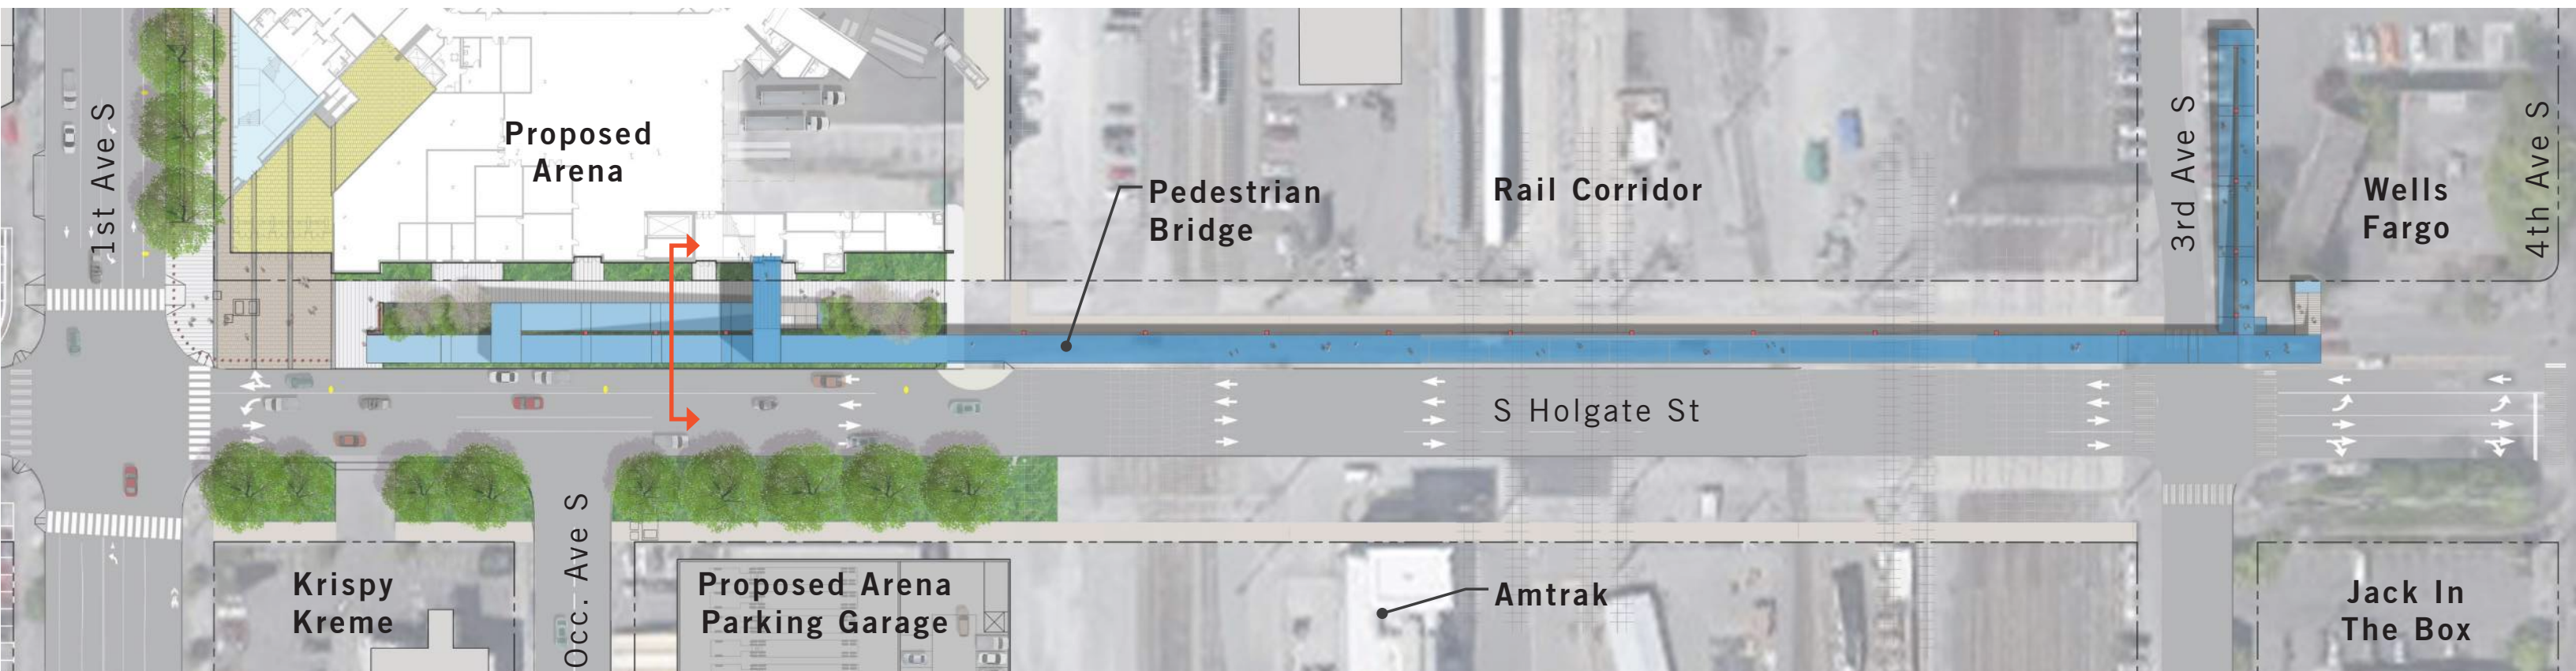 1st Ave S
Proposed
Arena
Pedestrian
Bridge
Rail Corridor
3rd Ave S
Wells
Fargo
4th Ave S
S Holgate St
Krispy
Kreme
Occ. Ave S
Proposed Arena
Parking Garage
Amtrak
Jack In
The Box